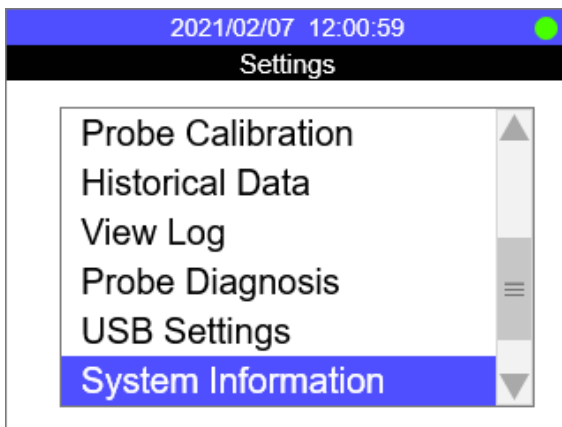 2021/02/07 12:00:59
Settings
Probe Calibration
Historical Data
View Log
Probe Diagnosis
USB Settings
System Information